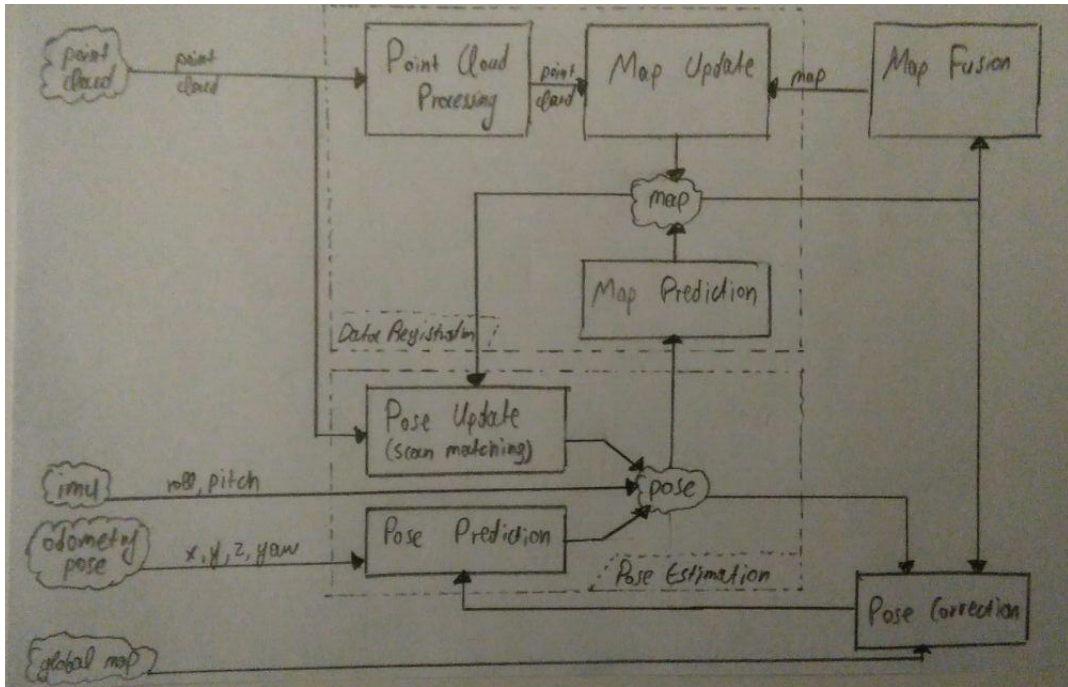 point
cloud
point
cloud
Point Cloud
Processing
point
cloud
Map Update
map
Map Fusion
map
Map Prediction
Data Registration
Pose Update
(scan matching)
imu
roll, pitch
pose
odometry
pose
x, y, z, yaw
Pose Prediction
Pose Estimation
Pose Correction
global map